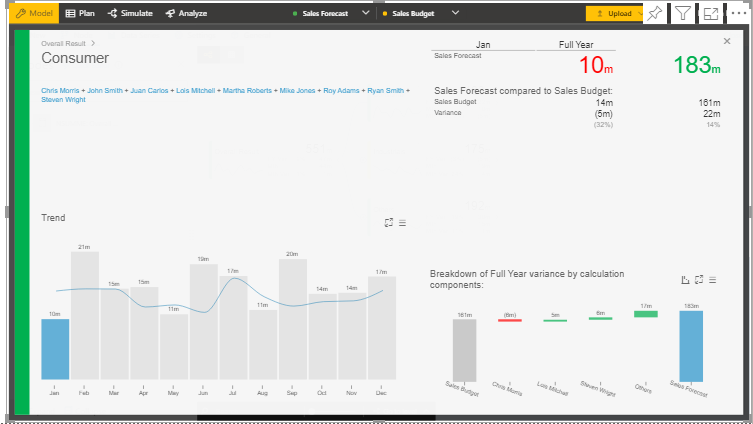 Model Plan Simulate Analyze Sales Forecast Sales Budget Upload
Overall Result
Consumer
Chris Morris + John Smith + Juan Carlos + Lois Mitchell + Martha Roberts + Mike Jones + Roy Adams + Ryan Smith +
Steven Wright
Jan Full Year
Sales Forecast
10m 183m
Sales Forecast compared to Sales Budget:
Sales Budget 14m 161m
Variance (5m) 22m
(32%) 14%
Trend
21m
20m
19m
17m
17m
15m
15m
14m
14m
11m
11m
10m
Jan Feb Mar Apr May Jun Jul Aug Sep Oct Nov Dec
Breakdown of Full Year variance by calculation
components:
161m (6m) 5m 6m 17m 183m
Sales Budget Chris Morris Lois Mitchell Steven Wright Others Sales Forecast